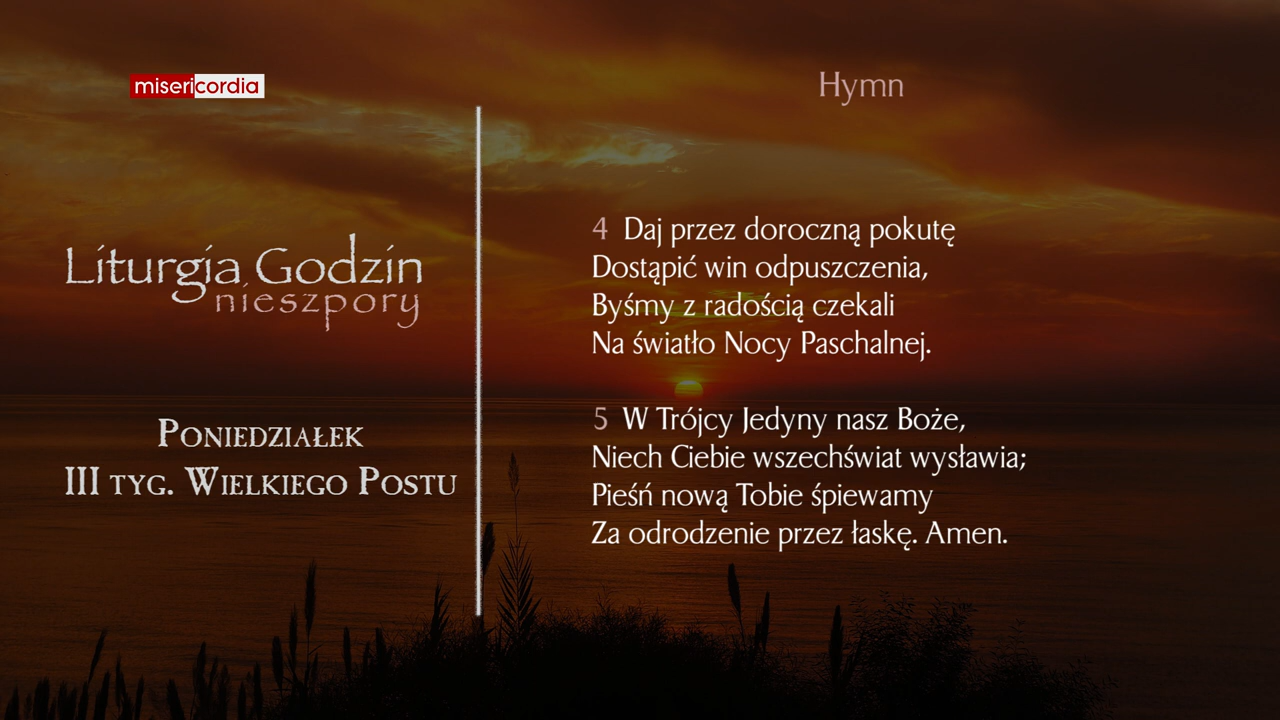 misericordia
Liturgia Godzin
nieszpory
Poniedziałek
III tyg. Wielkiego Postu
Hymn
4 Daj przez doroczną pokutę
Dostąpić win odpuszczenia,
Byśmy z radością czekali
Na światło Nocy Paschalnej.
5 W Trójcy Jedyny nasz Boże,
Niech Ciebie wszechświat wysławia;
Pieśń nową Tobie śpiewamy
Za odrodzenie przez łaskę. Amen.